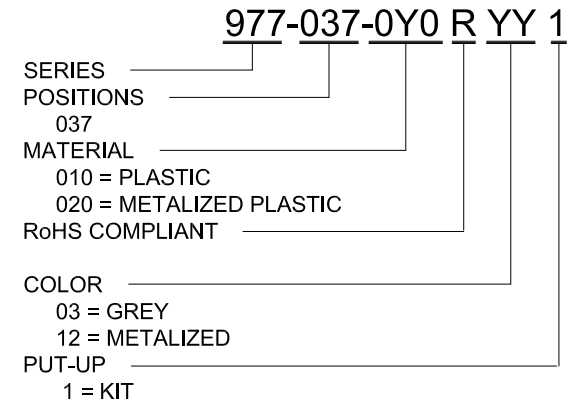 977-037-0Y0 R YY 1
SERIES
POSITIONS
037
MATERIAL
010 = PLASTIC
020 = METALIZED PLASTIC
RoHS COMPLIANT
COLOR
03 = GREY
12 = METALIZED
PUT-UP
1 = KIT